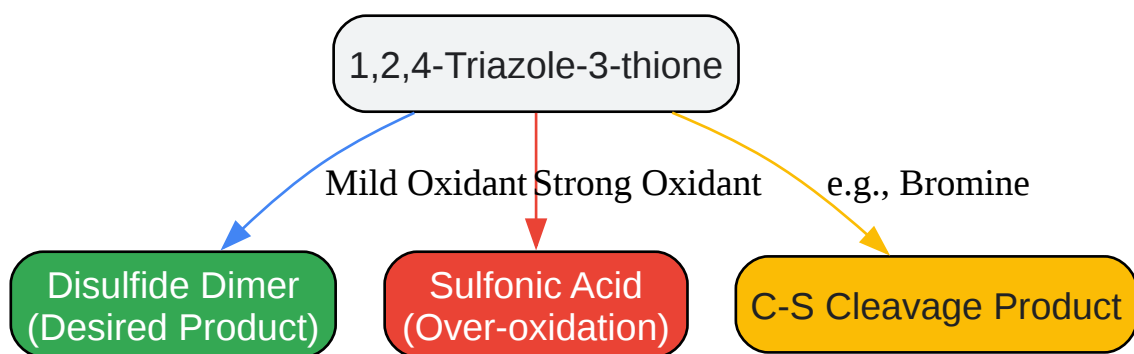 1,2,4-Triazole-3-thione
Mild Oxidant
Strong Oxidant
e.g., Bromine
Disulfide Dimer
(Desired Product)
Sulfonic Acid
(Over-oxidation)
C-S Cleavage Product